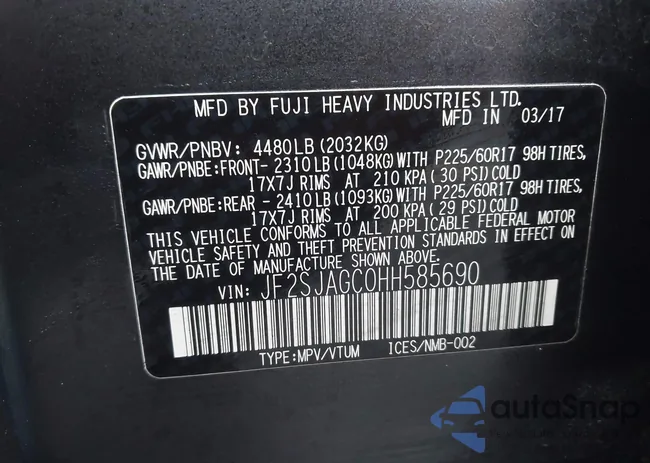 MFD BY FUJI HEAVY INDUSTRIES LTD.
MFD IN 03/17
GVWR/PNBV: 4480LB (2032KG)
GAWR/PNBE:FRONT- 2310 LB (1048KG) WITH P225/60R17 98H TIRES,
17X7J RIMS AT 210 KPA ( 30 PSI) COLD
GAWR/PNBE:REAR - 2410 LB (1093KG) WITH P225/60R17 98H TIRES,
17X7J RIMS AT 200 KPA ( 29 PSI) COLD
THIS VEHICLE CONFORMS TO ALL APPLICABLE FEDERAL MOTOR
VEHICLE SAFETY AND THEFT PREVENTION STANDARDS IN EFFECT ON
THE DATE OF MANUFACTURE SHOWN ABOVE.
VIN: JF2SJAGC0HH585690
TYPE:MPV/VTUM ICES/NMB-002
autoSnap